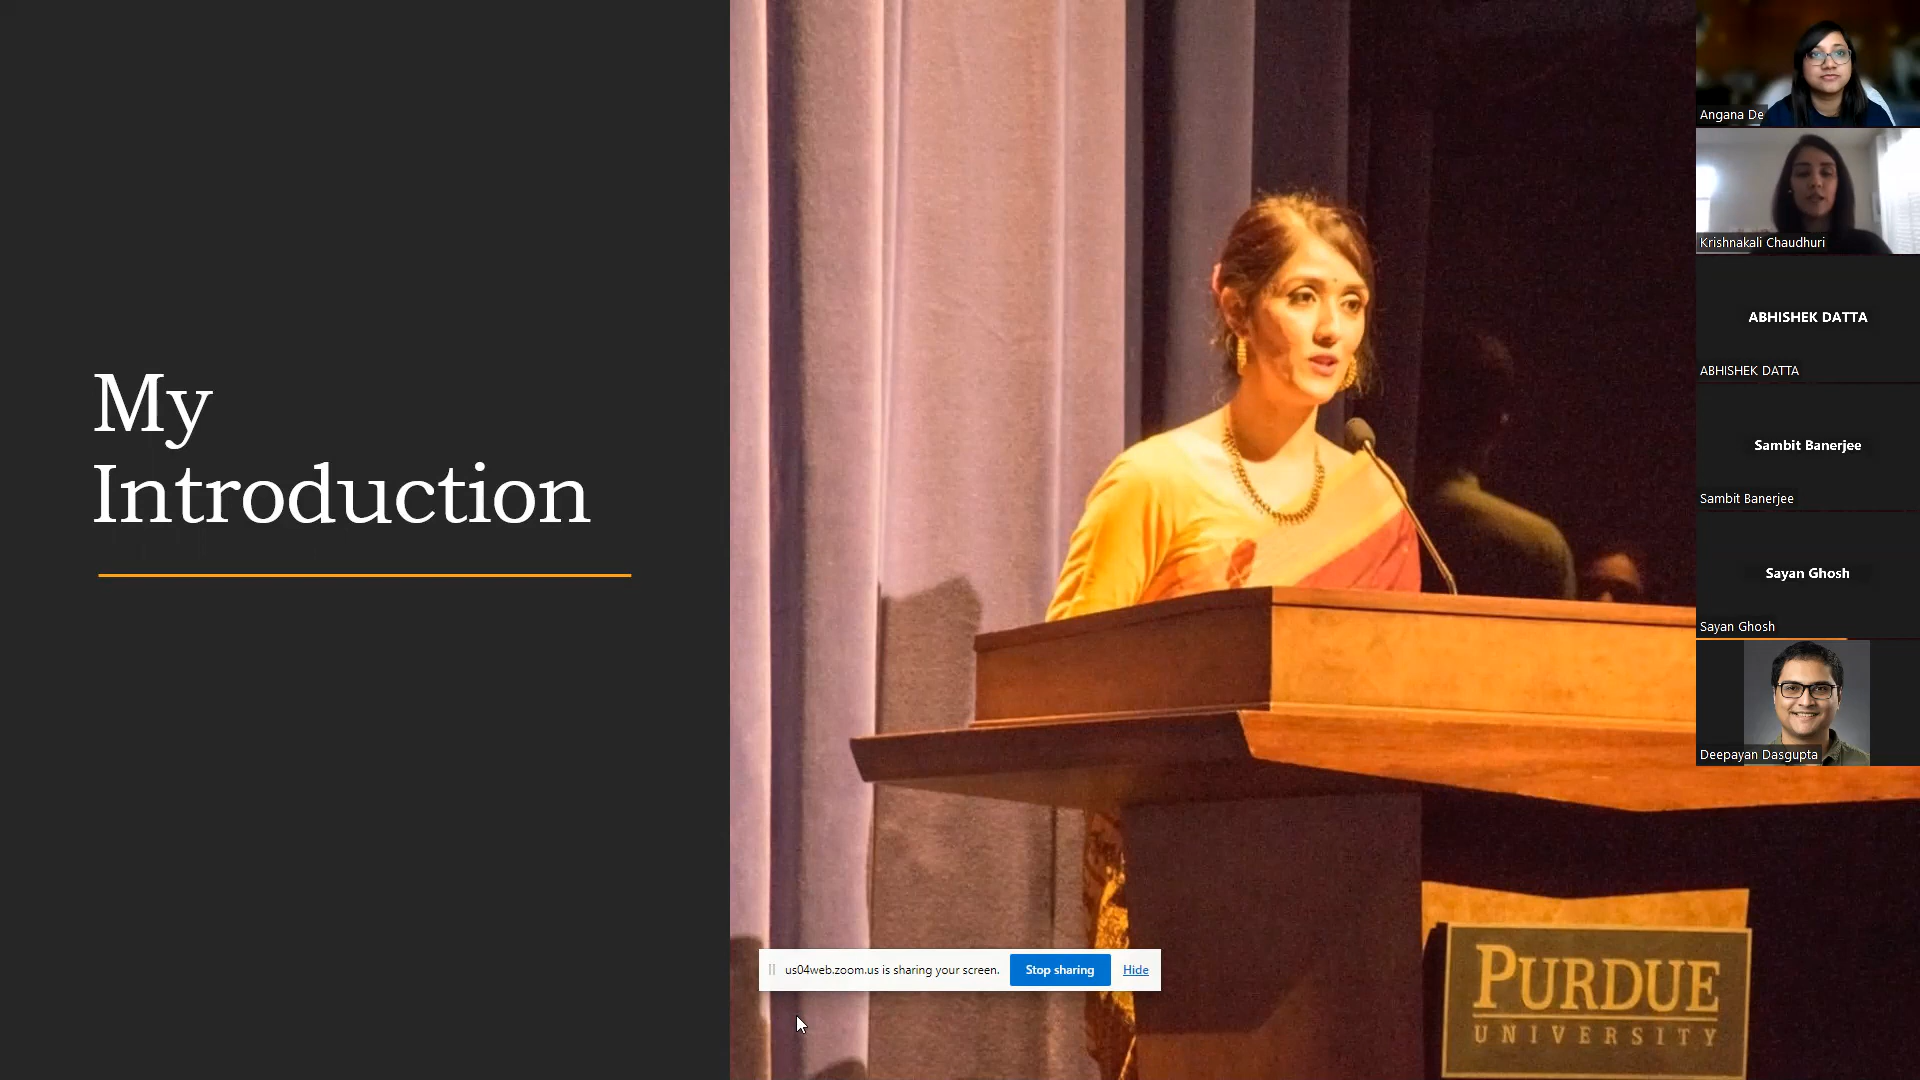 My
Introduction
us04web.zoom.us is sharing your screen.
Stop sharing
Hide
PURDUE
UNIVERSITY
Angana De
Krishnakali Chaudhuri
ABHISHEK DATTA
ABHISHEK DATTA
Sambit Banerjee
Sambit Banerjee
Sayan Ghosh
Sayan Ghosh
Deepayan Dasgupta